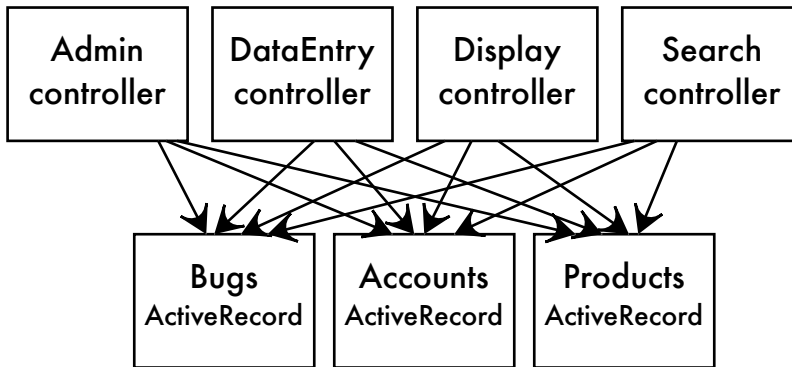 Admin
controller
DataEntry
controller
Display
controller
Search
controller
Bugs
ActiveRecord
Accounts
ActiveRecord
Products
ActiveRecord